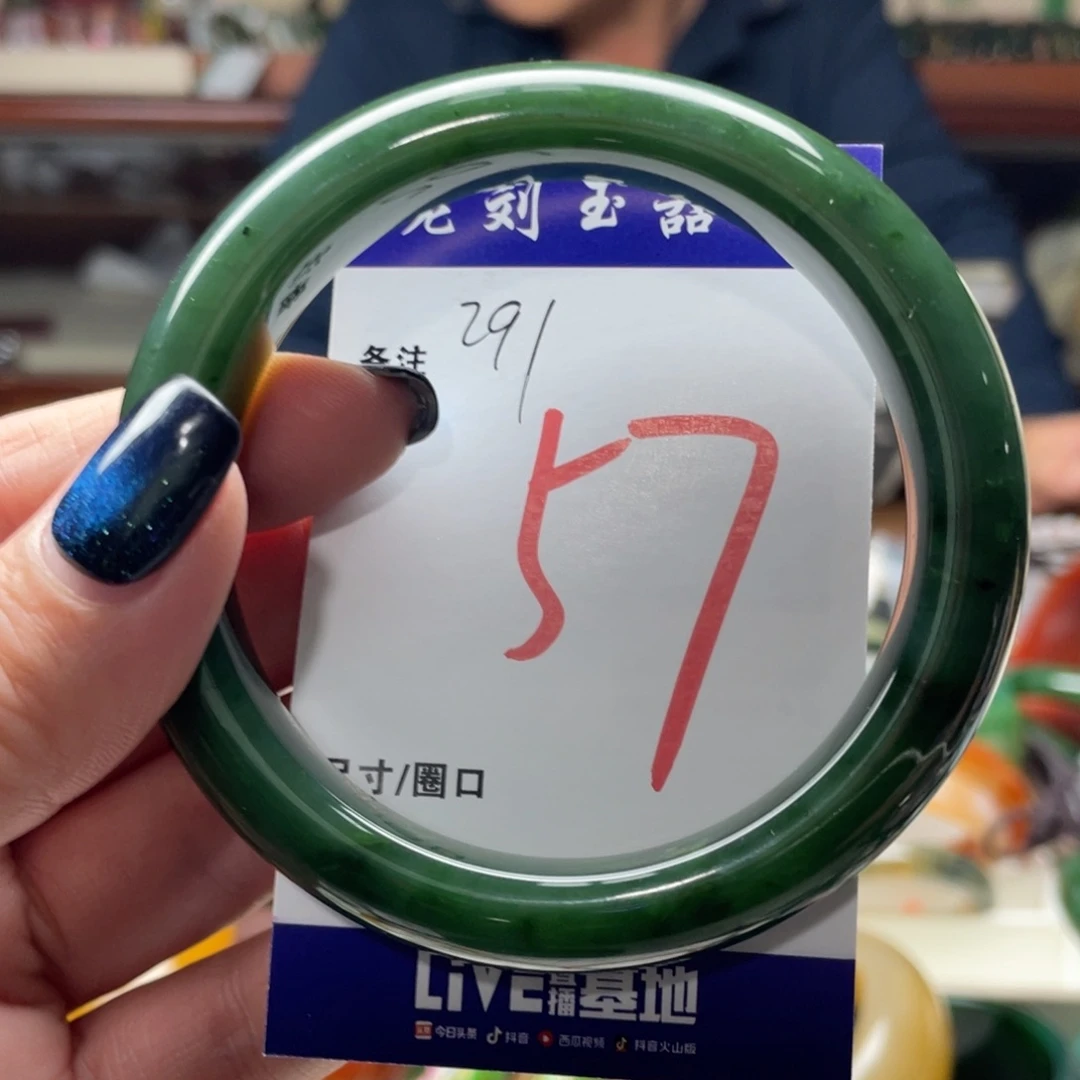 刻玉
291
备注
57
尺寸/圈口
LIVE直播基地
今日头条 抖音 西瓜视频 抖音火山版